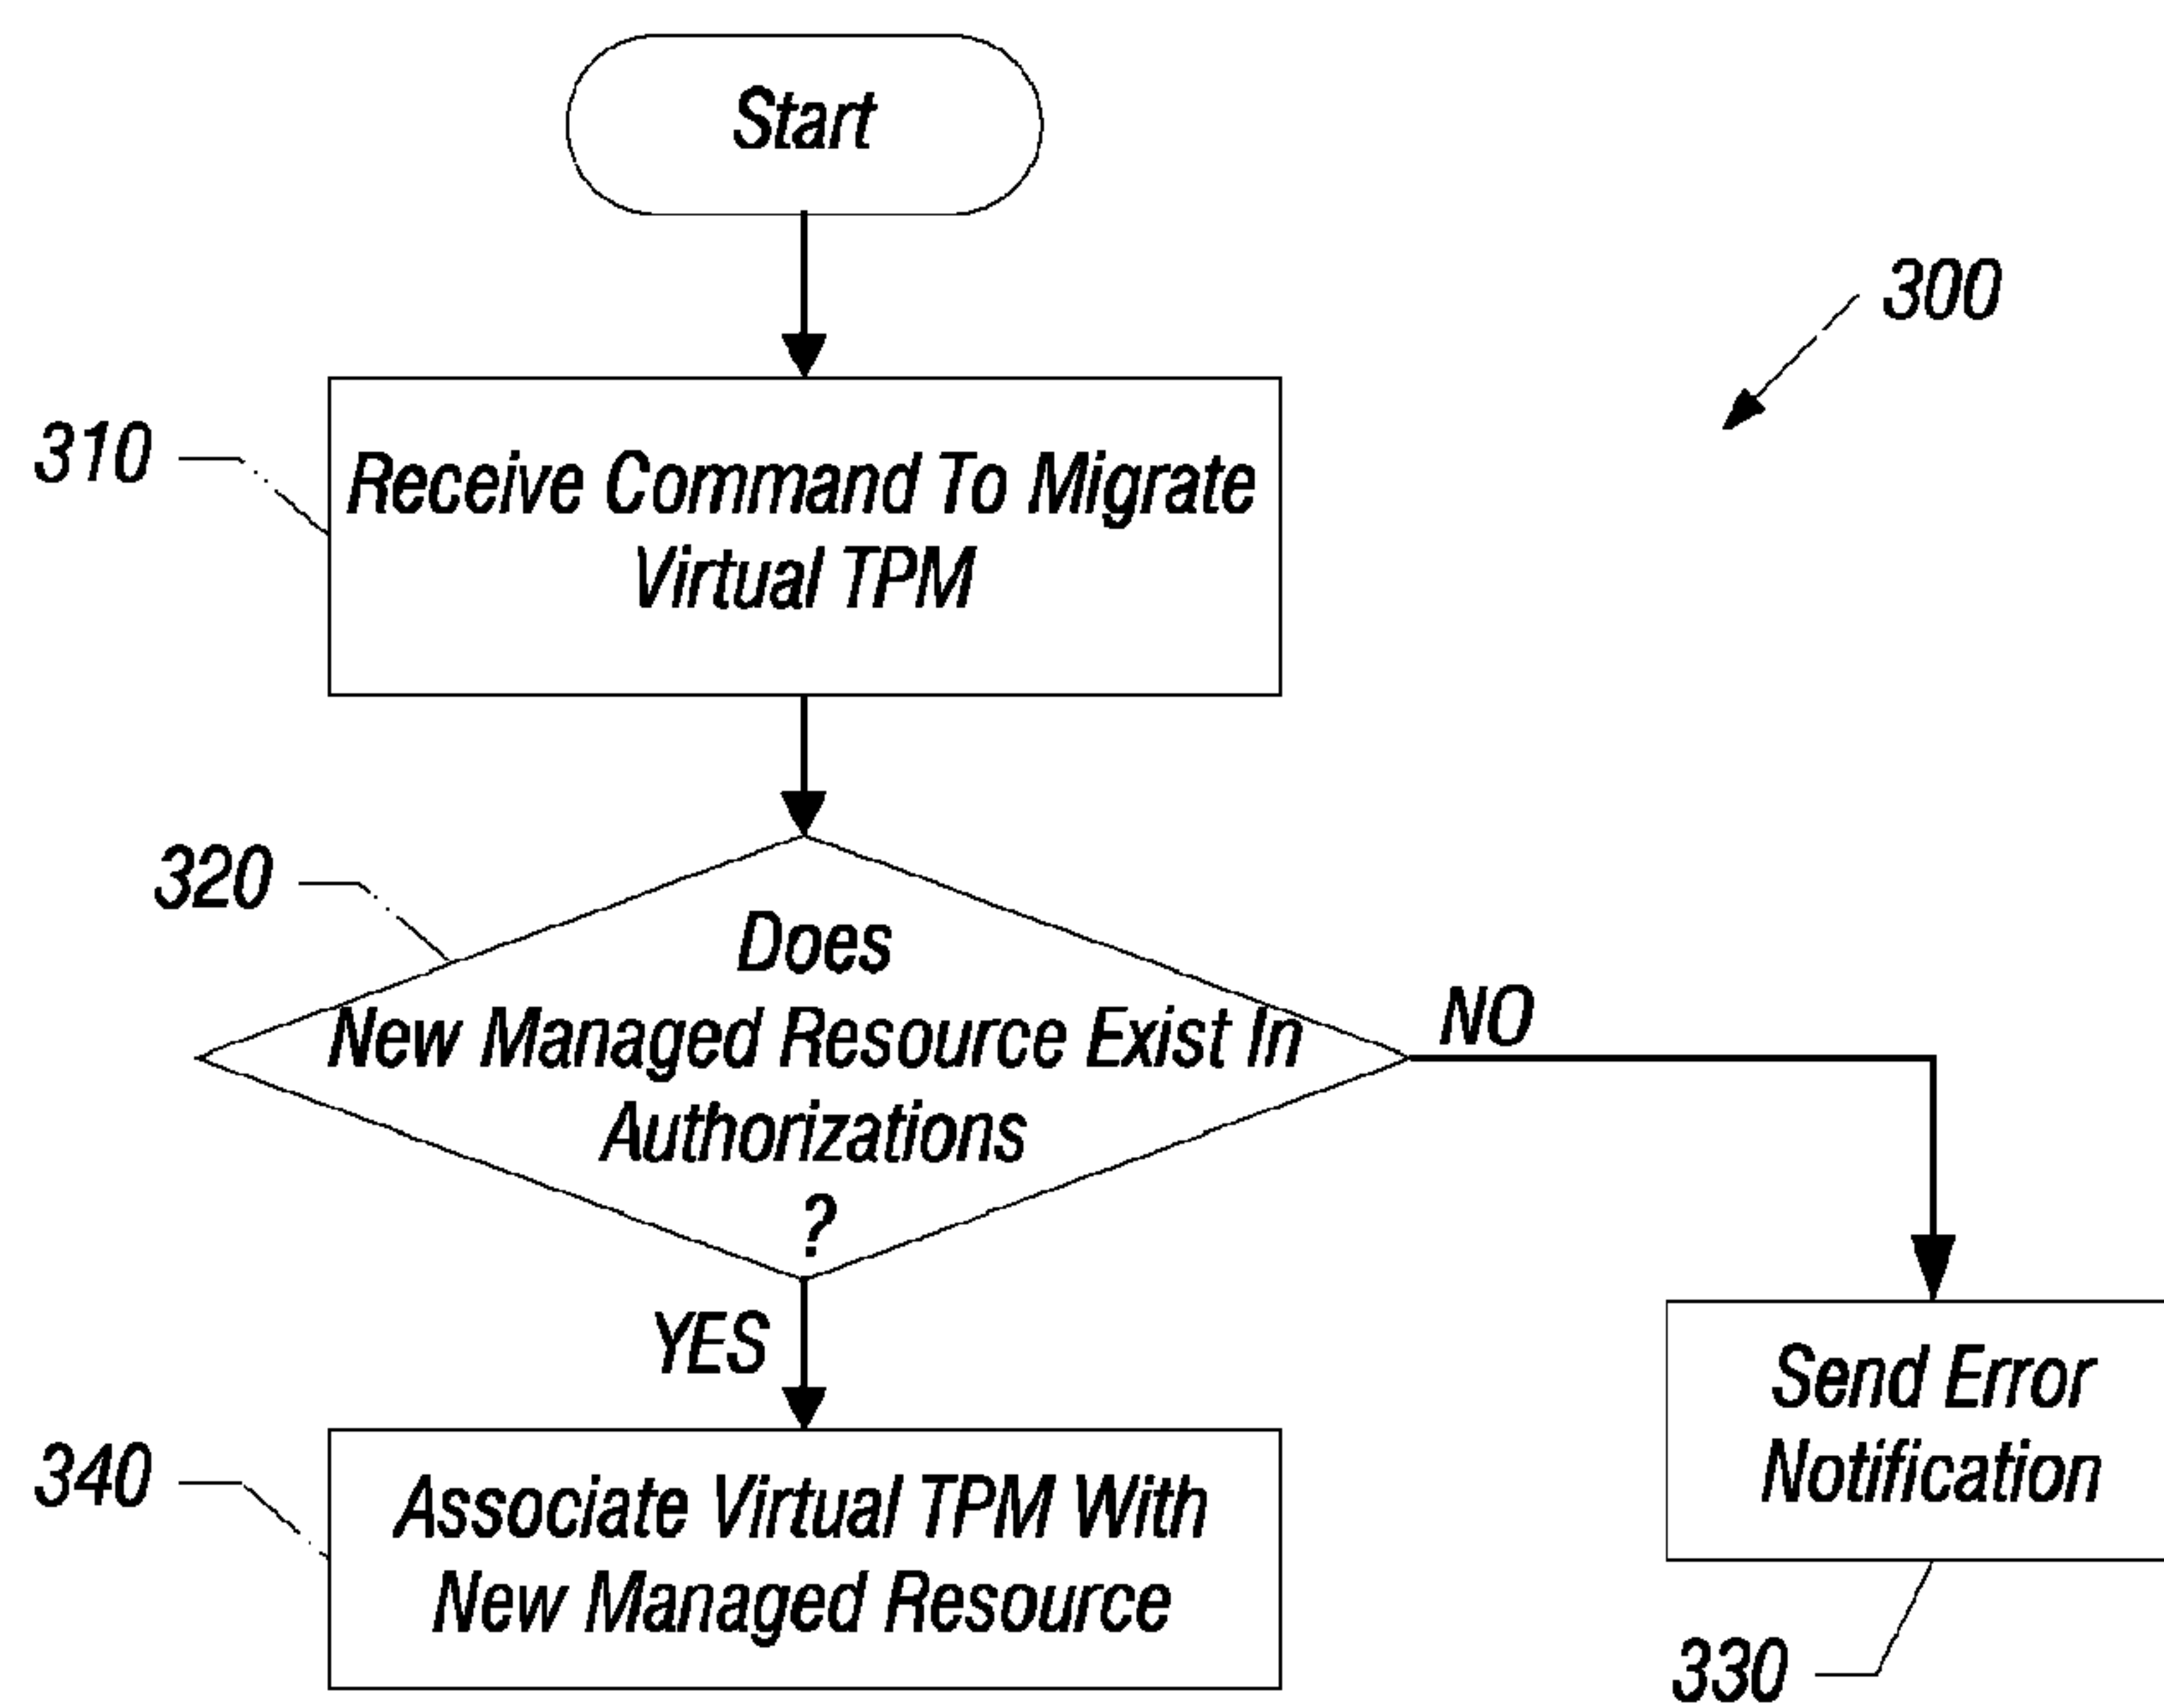 Start
300
310
Receive Command To Migrate
Virtual TPM
320
Does
New Managed Resource Exist In
Authorizations
?
NO
YES
Send Error
Notification
340
Associate Virtual TPM With
New Managed Resource
330